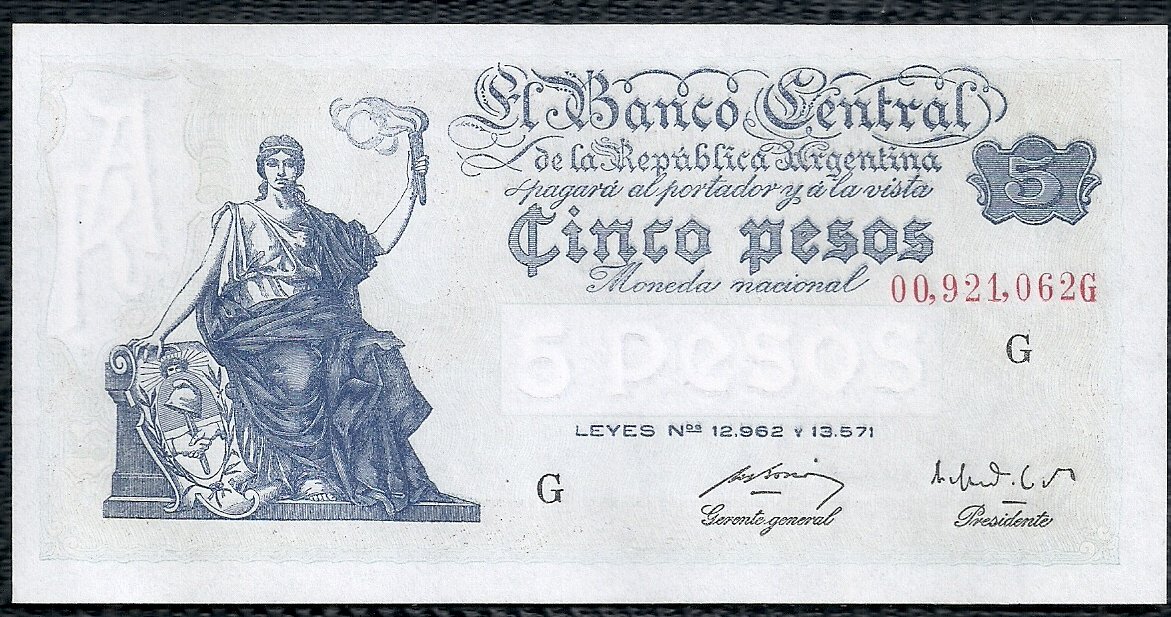 El Banco Central
de la República Argentina
pagará al portador y á la vista
5
Cinco pesos
Moneda nacional
00,921,062G
G
5 PESOS
LEYES Nos 12.962 Y 13.571
G
Gerente general
Presidente